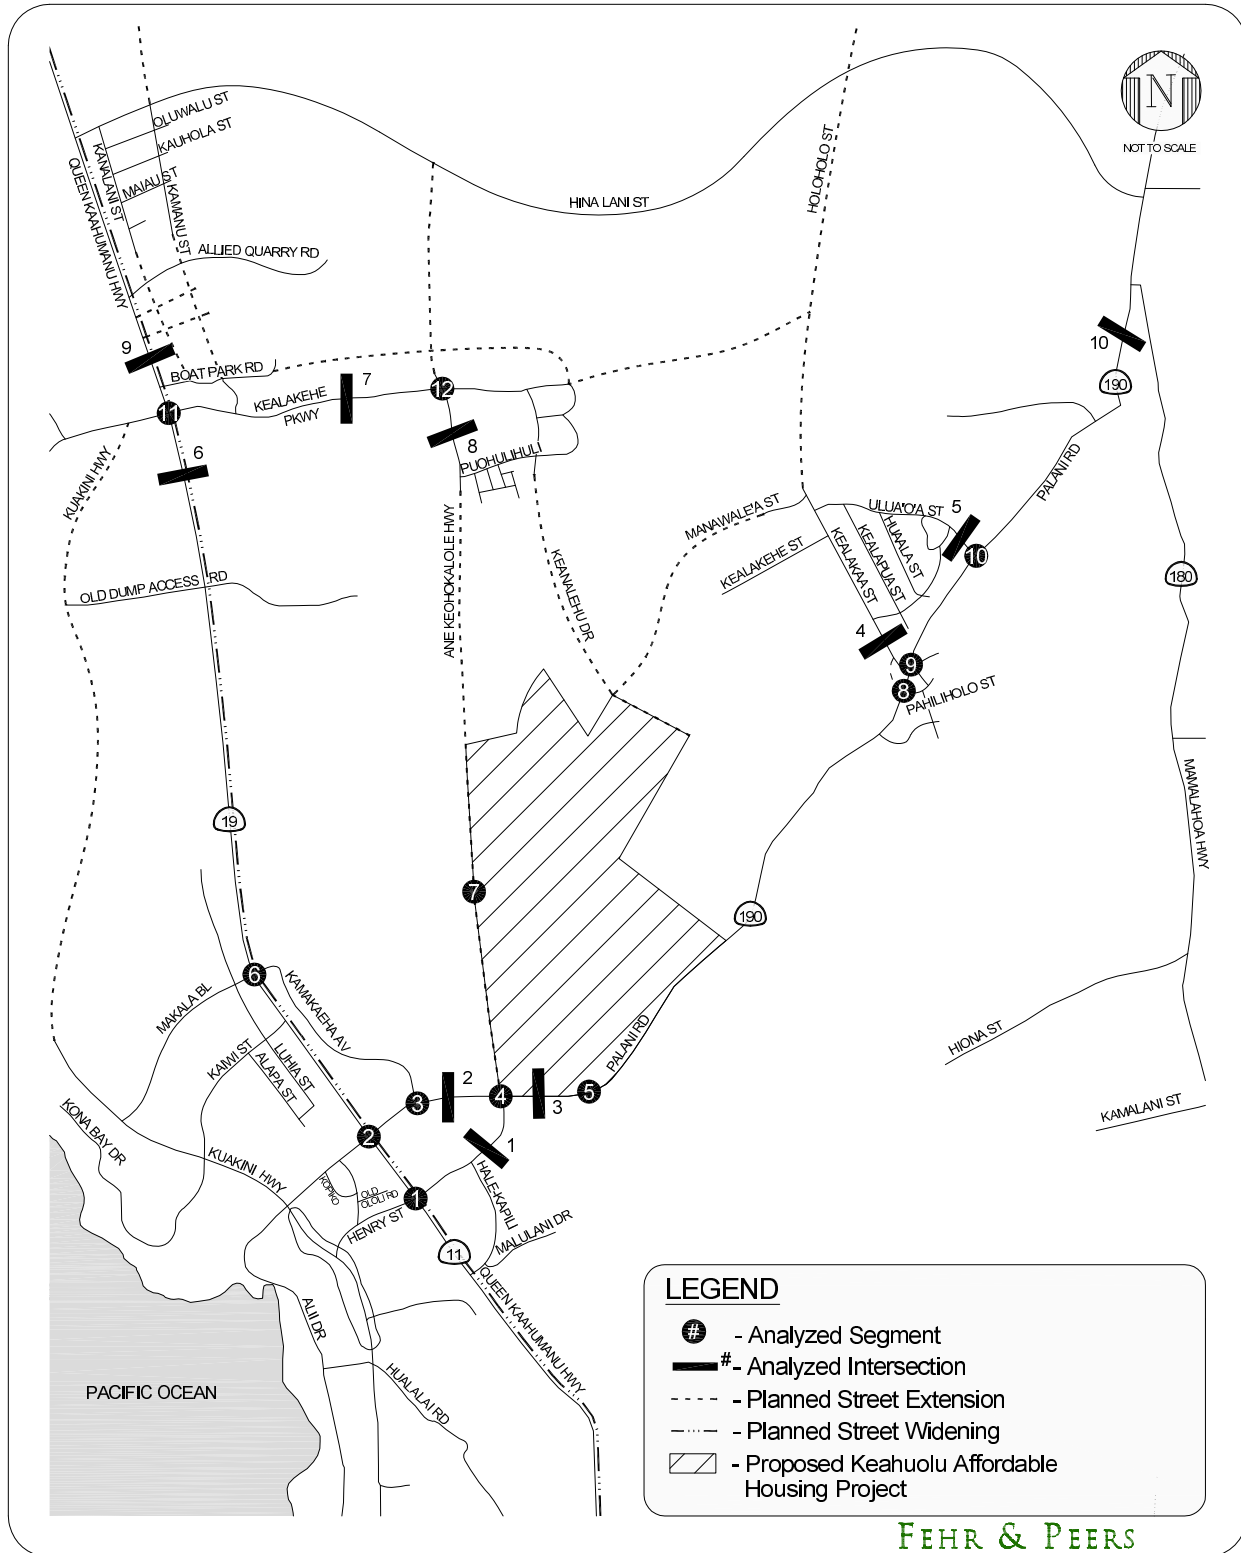 N
NOT TO SCALE
OLUWALU ST
KAUHOLA ST
MAIAU ST
KANALANI ST
KAMANU ST
QUEEN KAAHUMANU HWY
ALLIED QUARRY RD
HINA LANI ST
HOLOHOLO ST
9
BOAT PARK RD
7
KEALAKEHE
PKWY
12
11
6
8
PUOHULIHULI
10
190
KUAKINI HWY
PALANI RD
MANAWALE'A ST
ULUA'O'A ST
5
10
HUAALA ST
KEALAPUA ST
KEALAKAA ST
KEALAKEHE ST
ANE KEOHOKALOLE HWY
KEANALEHU DR
OLD DUMP ACCESS RD
180
4
9
8
PAHILIHOLO ST
MAMALAHOA HWY
19
7
190
6
KAMAKAEHA AV
MAKALA BL
KAIWI ST
LUHIA ST
ALAPA ST
PALANI RD
HIONA ST
KAMALANI ST
2
3
4
3
5
KONA BAY DR
KUAKINI HWY
2
1
KOPIKO
OLD
OLOLI RD
1
HENRY ST
HALE-KAPILI
MALULANI DR
11
QUEEN KAAHUMANU HWY
ALII DR
HUALALAI RD
PACIFIC OCEAN
LEGEND
# - Analyzed Segment
# - Analyzed Intersection
- Planned Street Extension
- Planned Street Widening
- Proposed Keahuolu Affordable
Housing Project
FEHR & PEERS